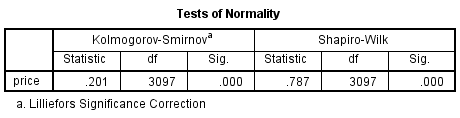 Tests of Normality
Kolmogorov-Smirnovᵃ Shapiro-Wilk
Statistic df Sig. Statistic df Sig.
price .201 3097 .000 .787 3097 .000
a. Lilliefors Significance Correction